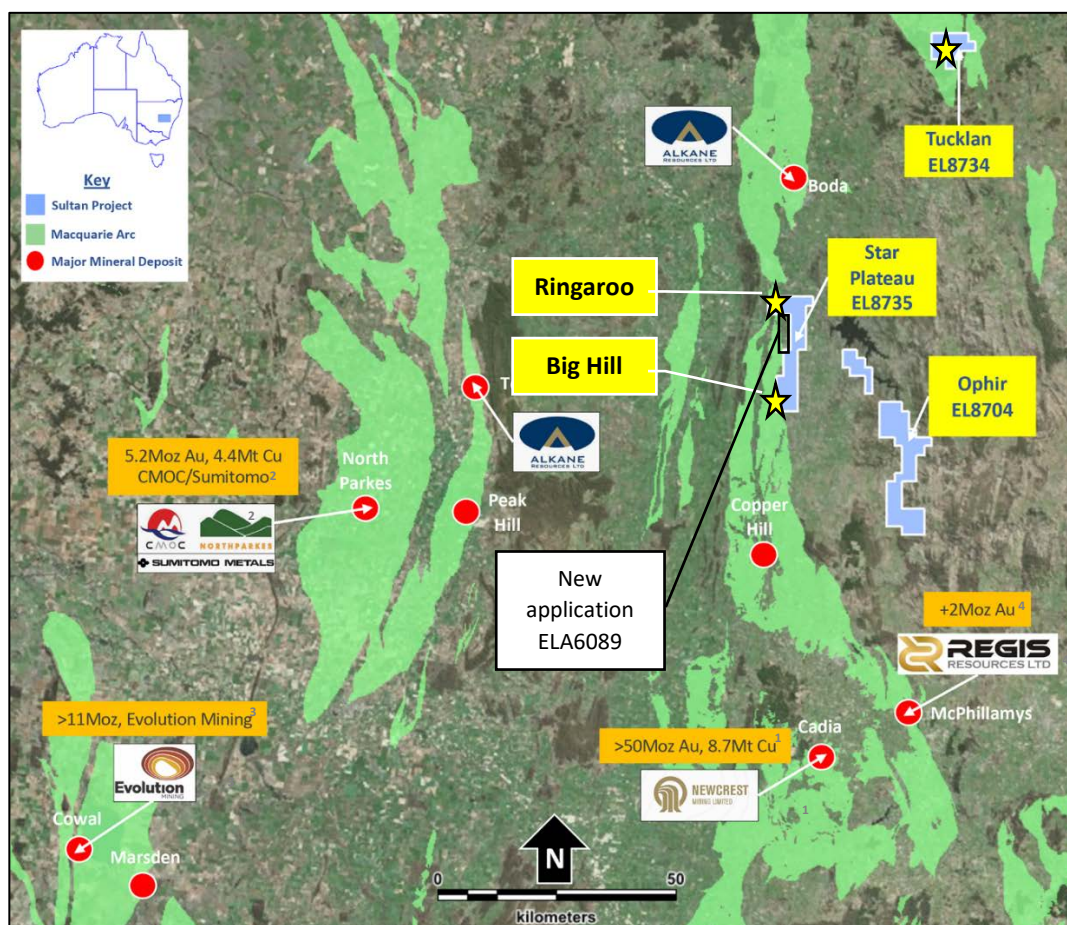 Key
Sultan Project
Macquarie Arc
Major Mineral Deposit
ALKANE
RESOURCES LTD
Boda
Tucklan
EL8734
Ringaroo
Star
Plateau
EL8735
Big Hill
Ophir
EL8704
ALKANE
RESOURCES LTD
5.2Moz Au, 4.4Mt Cu
CMOC/Sumitomo2
North
Parkes
Peak
Hill
2
CMOC
NORTHPARKES
SUMITOMO METALS
Copper
Hill
New
application
ELA6089
+2Moz Au 4
REGIS
RESOURCES LTD
McPhillamys
>11Moz, Evolution Mining3
Evolution
MINING
Cowal
Marsden
>50Moz Au, 8.7Mt Cu1
Cadia
NEWCREST
MINING LIMITED
1
N
0
50
kilometers